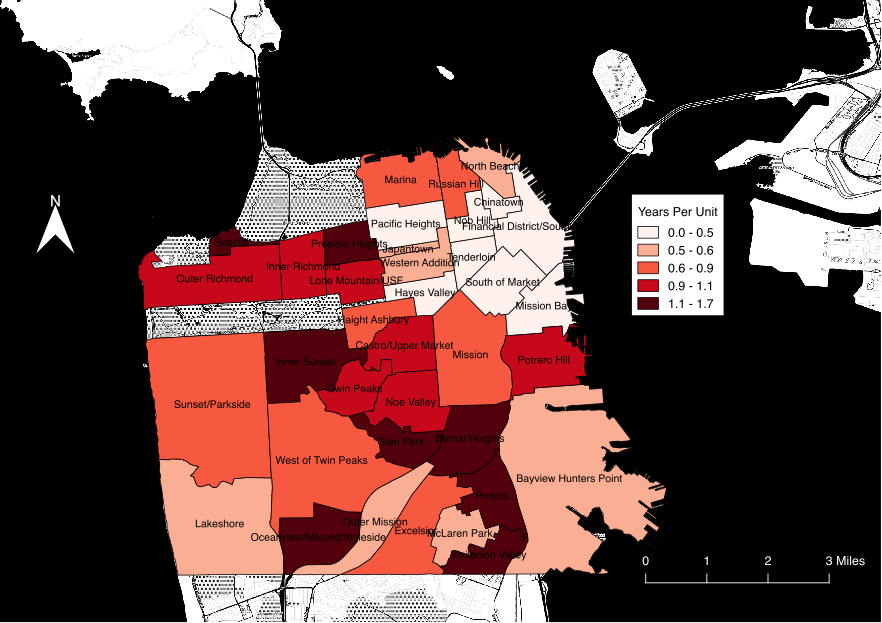 North Beach
Marina
Russian Hill
Chinatown
Pacific Heights
Nob Hill
Financial District/Sout
Seacliff
Presidio Heights
Japantown
Tenderloin
Western Addition
Inner Richmond
Outer Richmond
Lone Mountain/USF
South of Market
Hayes Valley
Mission Ba
Haight Ashbury
Castro/Upper Market
Mission
Potrero Hill
Inner Sunset
Twin Peaks
Noe Valley
Sunset/Parkside
Glen Park
Bernal Heights
West of Twin Peaks
Bayview Hunters Point
Portola
Lakeshore
Outer Mission
Excelsior
McLaren Park
Oceanview/Merced/Ingleside
Visitacion Valley
N
Years Per Unit
0.0 - 0.5
0.5 - 0.6
0.6 - 0.9
0.9 - 1.1
1.1 - 1.7
0 1 2 3 Miles